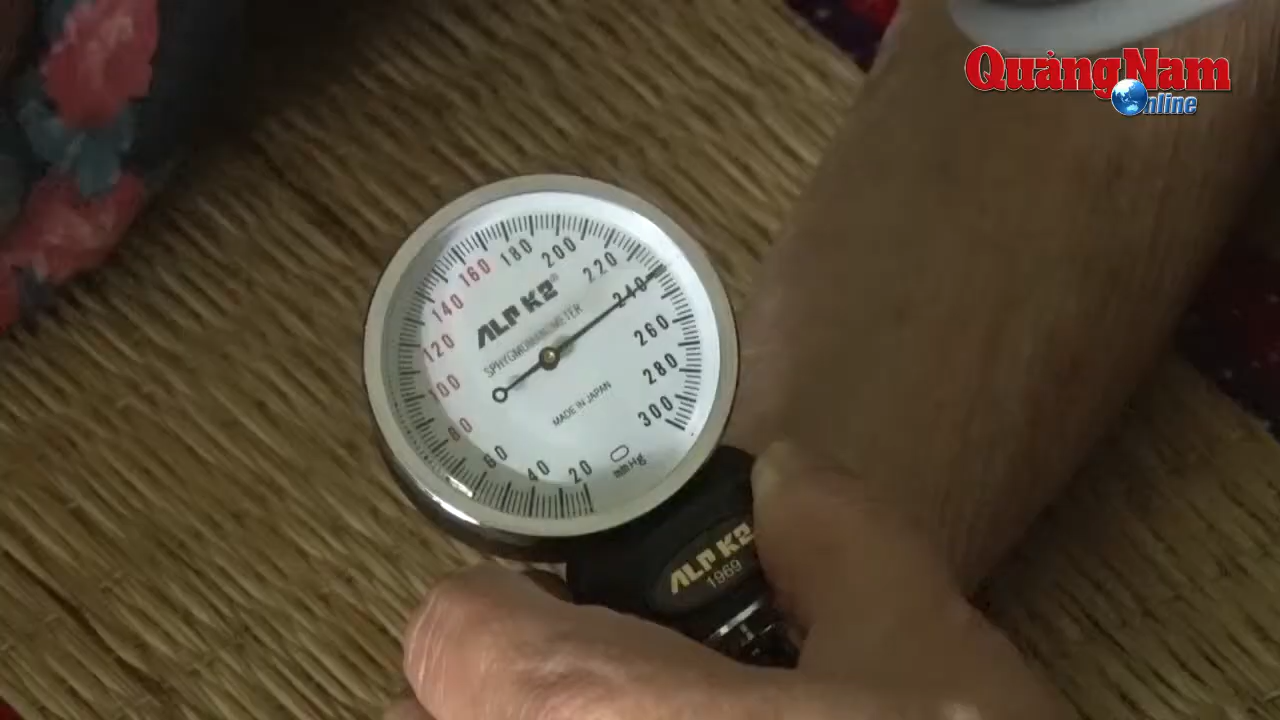 QuảngNam
Online
160
180
200
220
140
240
120
260
100
280
80
300
60
40
20
ALP K2®
SPHYGMOMANOMETER
MADE IN JAPAN
mmHg
ALP K2
1969